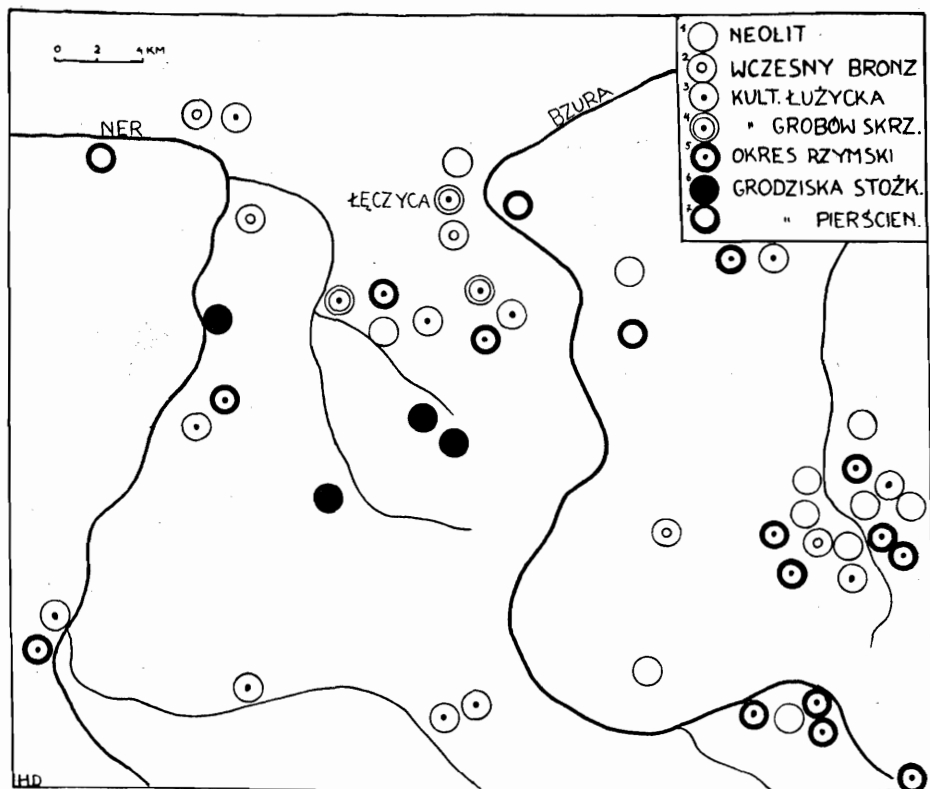 0 2 4 KM
NER
BZURA
ŁĘCZYCA
1 NEOLIT
2 WCZESNY BRONZ
3 KULT. ŁUŻYCKA
4 " GROBÓW SKRZ.
5 OKRES RZYMSKI
6 GRODZISKA STOŻK.
7 " PIERŚCIEN.
HD